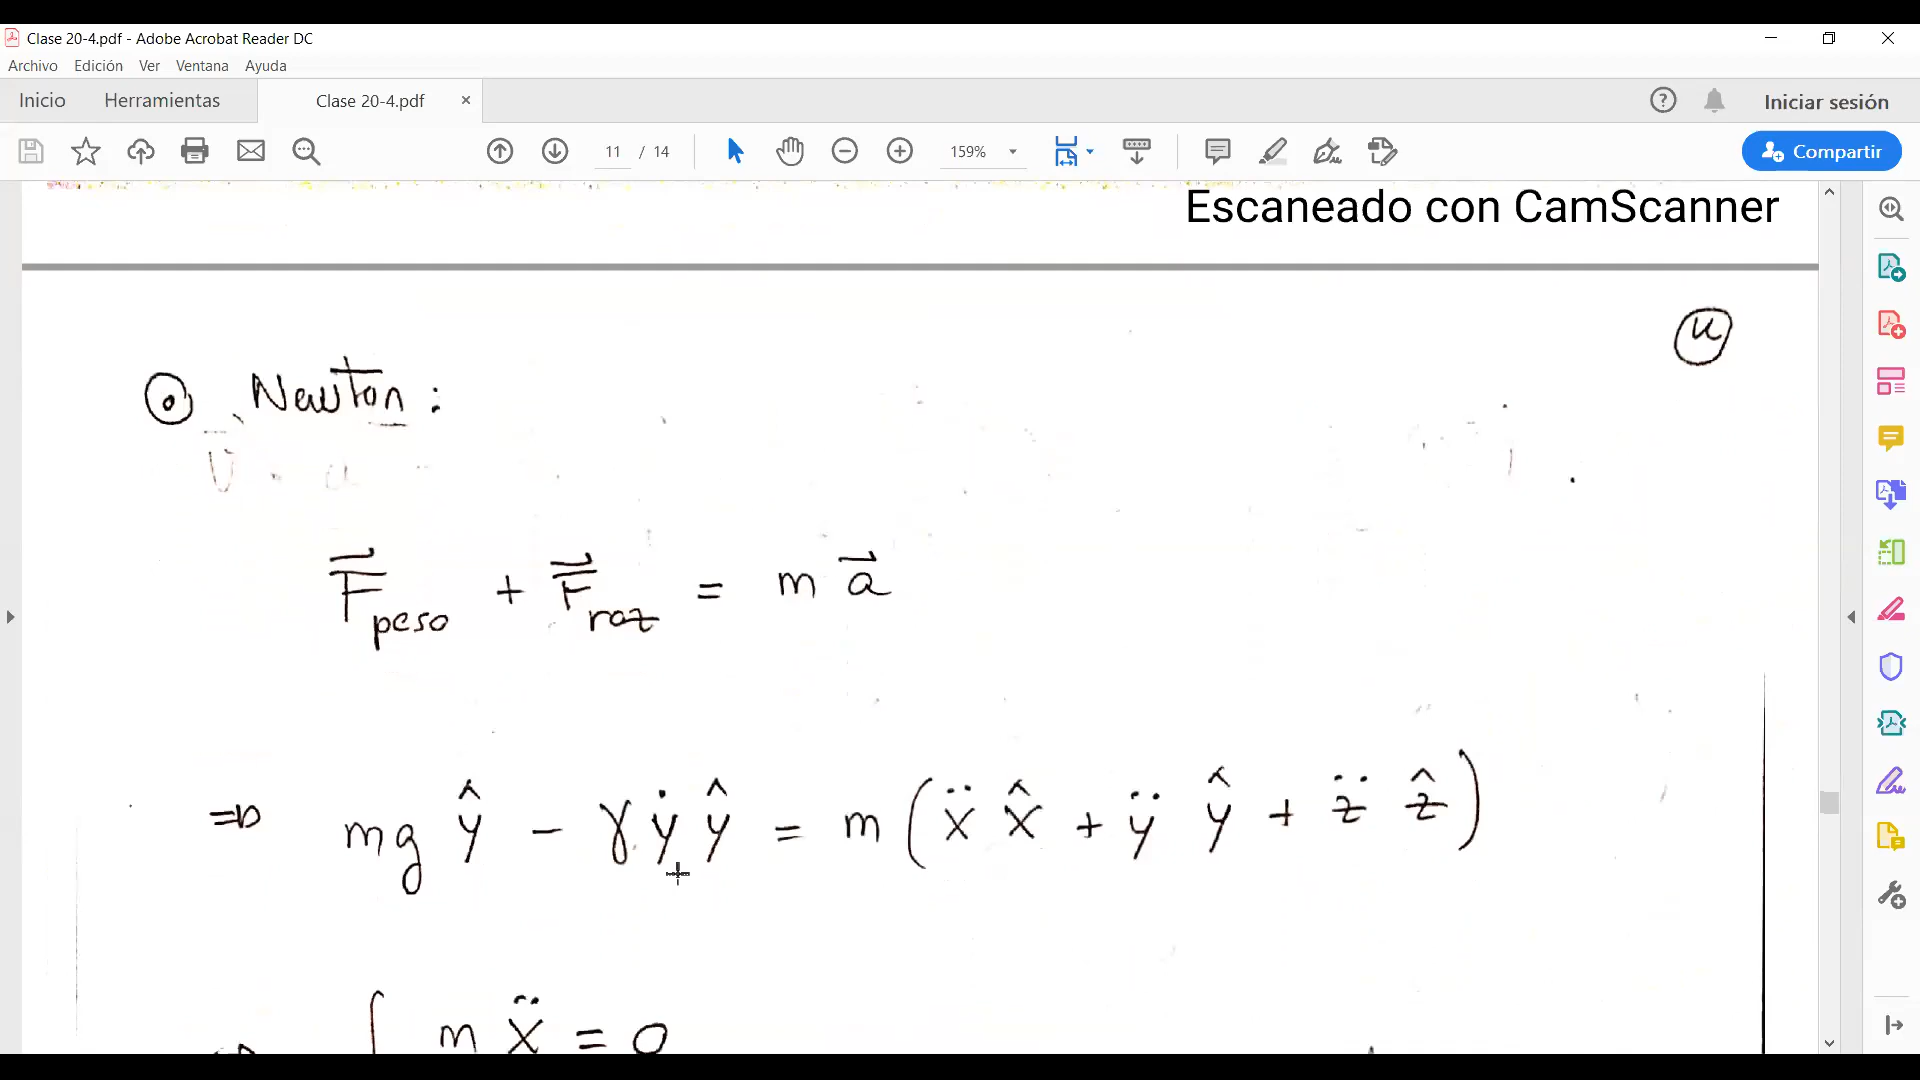 Clase 20-4.pdf - Adobe Acrobat Reader DC
Archivo Edición Ver Ventana Ayuda
Inicio Herramientas Clase 20-4.pdf × Iniciar sesión
11 / 14 159% Compartir
Escaneado con CamScanner
11
⊙ Newton:
F⃗peso + F⃗roz = m a⃗
⇒ mg ŷ − γ ẏ ŷ = m (ẍ x̂ + ÿ ŷ + z̈ ẑ)
⇒ { m ẍ = 0